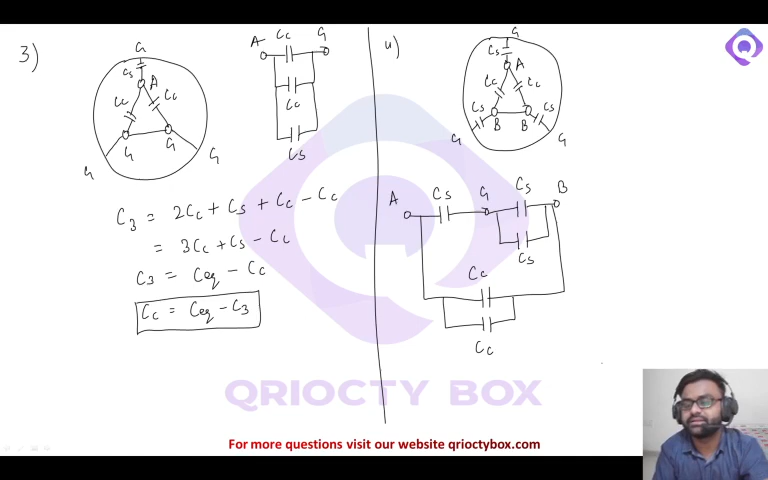 3)
G
Cs
A
Cc
Cc
G
G
G
G
A
Cc
G
Cc
Cs
C3 = 2Cc + Cs + Cc - Cc
= 3Cc + Cs - Cc
C3 = Ceq - Cc
Cc = Ceq - C3
4)
G
Cs
A
Cc
Cc
Cs
Cs
B
B
G
G
A
Cs
G
Cs
B
Cs
Cc
Cc
QRIOCTY BOX
For more questions visit our website qrioctybox.com